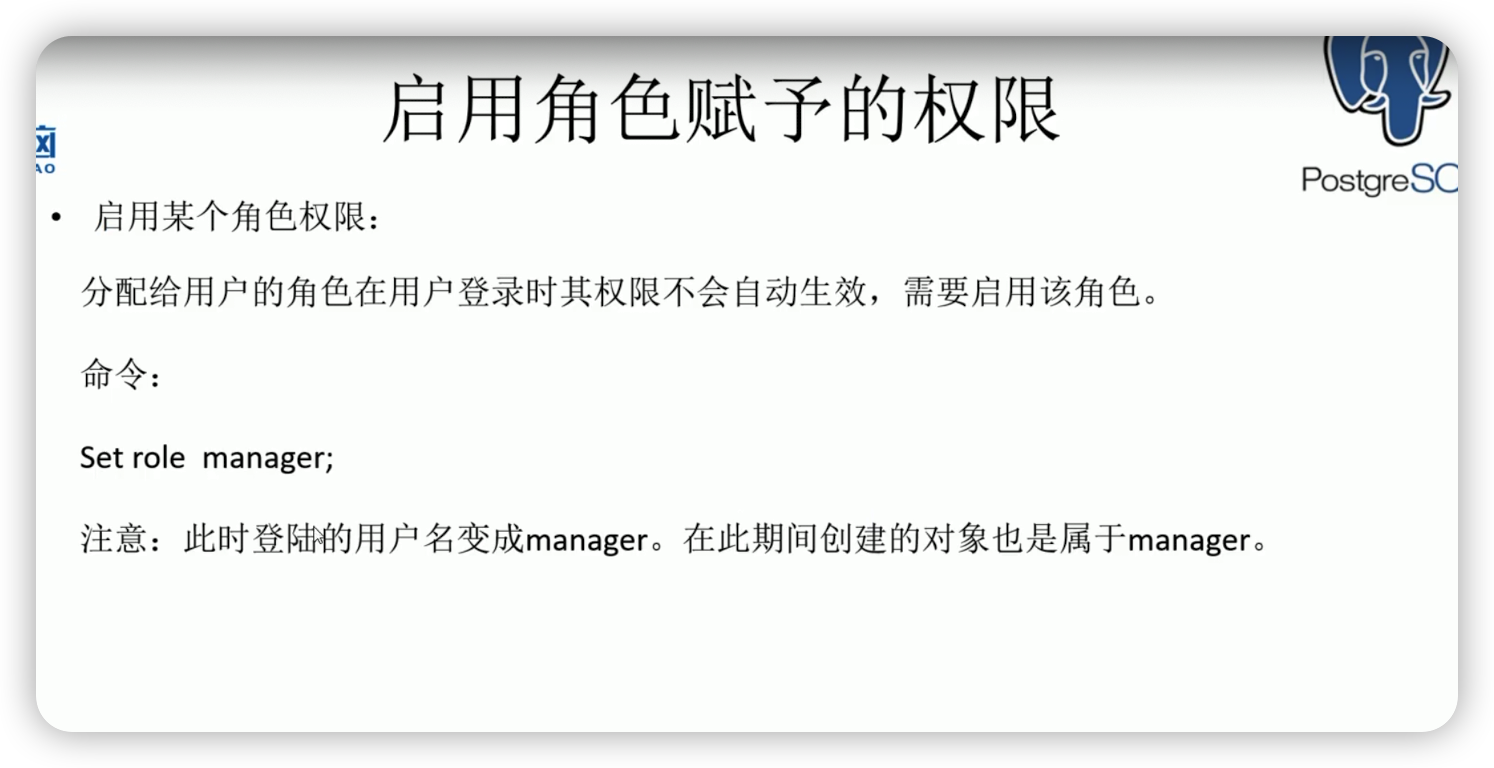 启用角色赋予的权限
AO
PostgreSQ
• 启用某个角色权限：
分配给用户的角色在用户登录时其权限不会自动生效，需要启用该角色。
命令：
Set role manager;
注意：此时登陆的用户名变成manager。在此期间创建的对象也是属于manager。